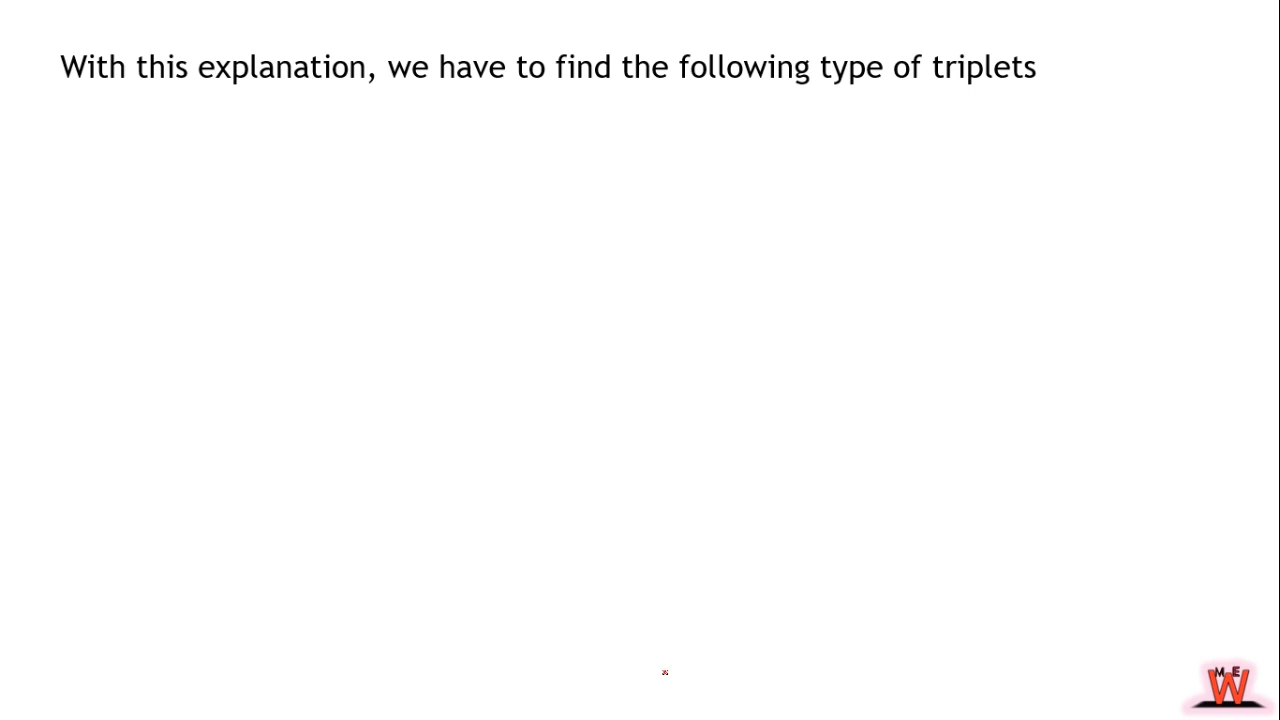 With this explanation, we have to find the following type of triplets
M E
W